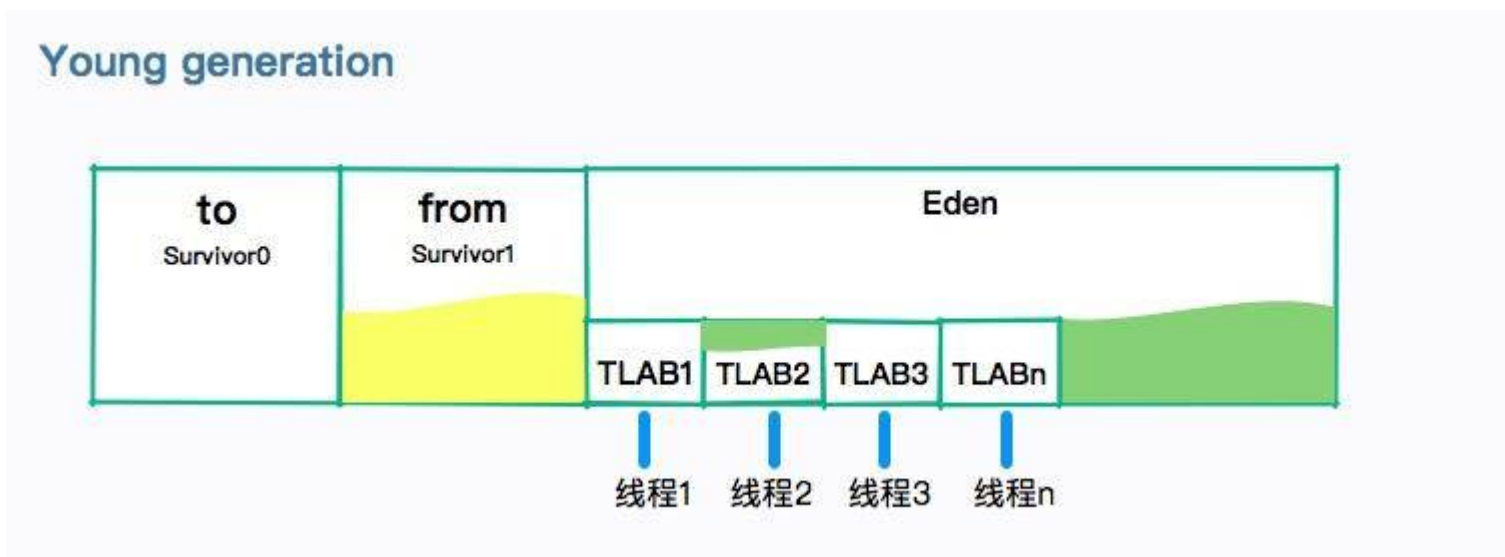 Young generation
to
Survivor0
from
Survivor1
Eden
TLAB1
TLAB2
TLAB3
TLABn
线程1
线程2
线程3
线程n